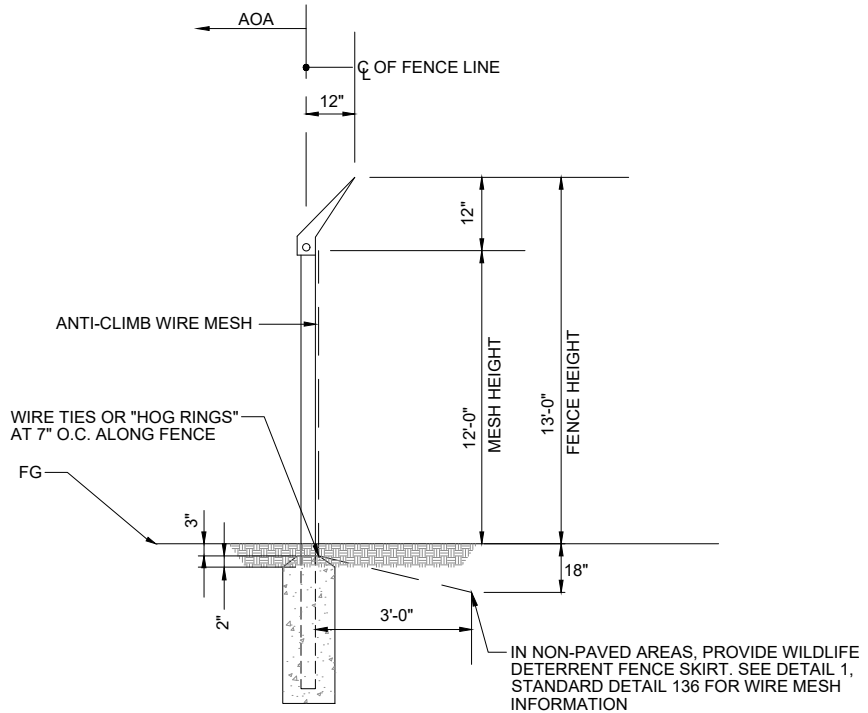 AOA
℄ OF FENCE LINE
12"
12"
ANTI-CLIMB WIRE MESH
12'-0"
MESH HEIGHT
13'-0"
FENCE HEIGHT
WIRE TIES OR "HOG RINGS"
AT 7" O.C. ALONG FENCE
FG
3"
2"
18"
3'-0"
IN NON-PAVED AREAS, PROVIDE WILDLIFE
DETERRENT FENCE SKIRT. SEE DETAIL 1,
STANDARD DETAIL 136 FOR WIRE MESH
INFORMATION